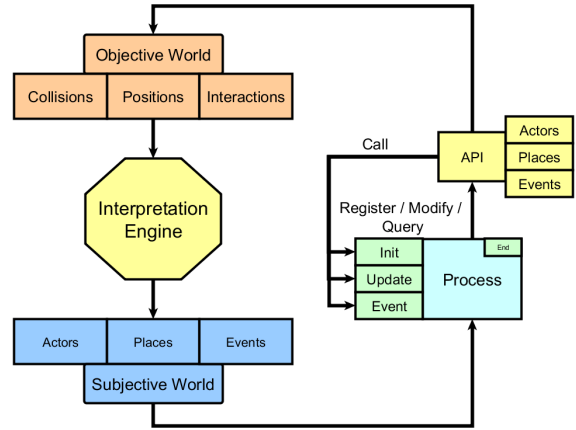 Objective World
Collisions
Positions
Interactions
Interpretation
Engine
Actors
Places
Events
Subjective World
Call
API
Actors
Places
Events
Register / Modify /
Query
Init
Update
Event
Process
End